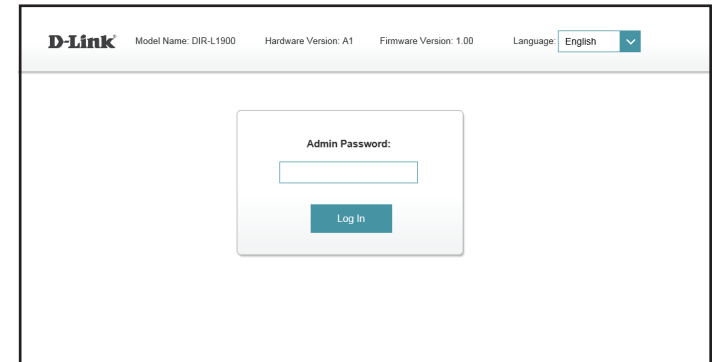 D-Link Model Name: DIR-L1900 Hardware Version: A1 Firmware Version: 1.00 Language: English
Admin Password:
Log In